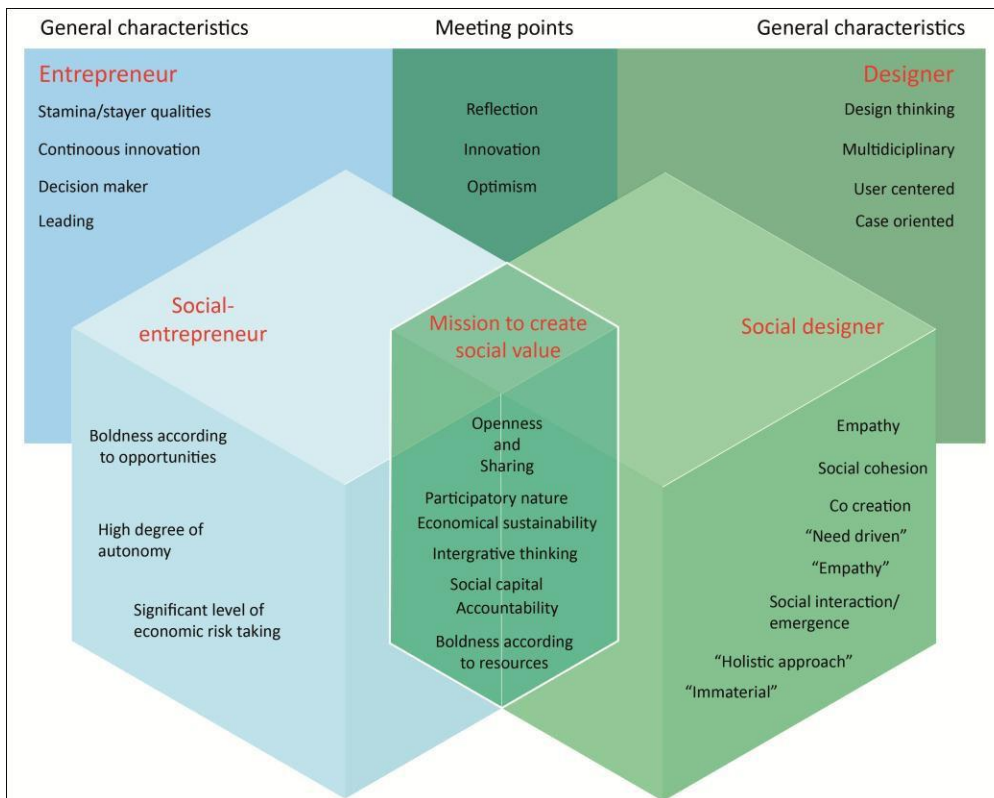 General characteristics
Meeting points
General characteristics
Entrepreneur
Stamina/stayer qualities
Continoous innovation
Decision maker
Leading
Reflection
Innovation
Optimism
Designer
Design thinking
Multidiciplinary
User centered
Case oriented
Social-
entrepreneur
Boldness according
to opportunities
High degree of
autonomy
Significant level of
economic risk taking
Mission to create
social value
Openness
and
Sharing
Participatory nature
Economical sustainability
Intergrative thinking
Social capital
Accountability
Boldness according
to resources
Social designer
Empathy
Social cohesion
Co creation
“Need driven”
“Empathy”
Social interaction/
emergence
“Holistic approach”
“Immaterial”